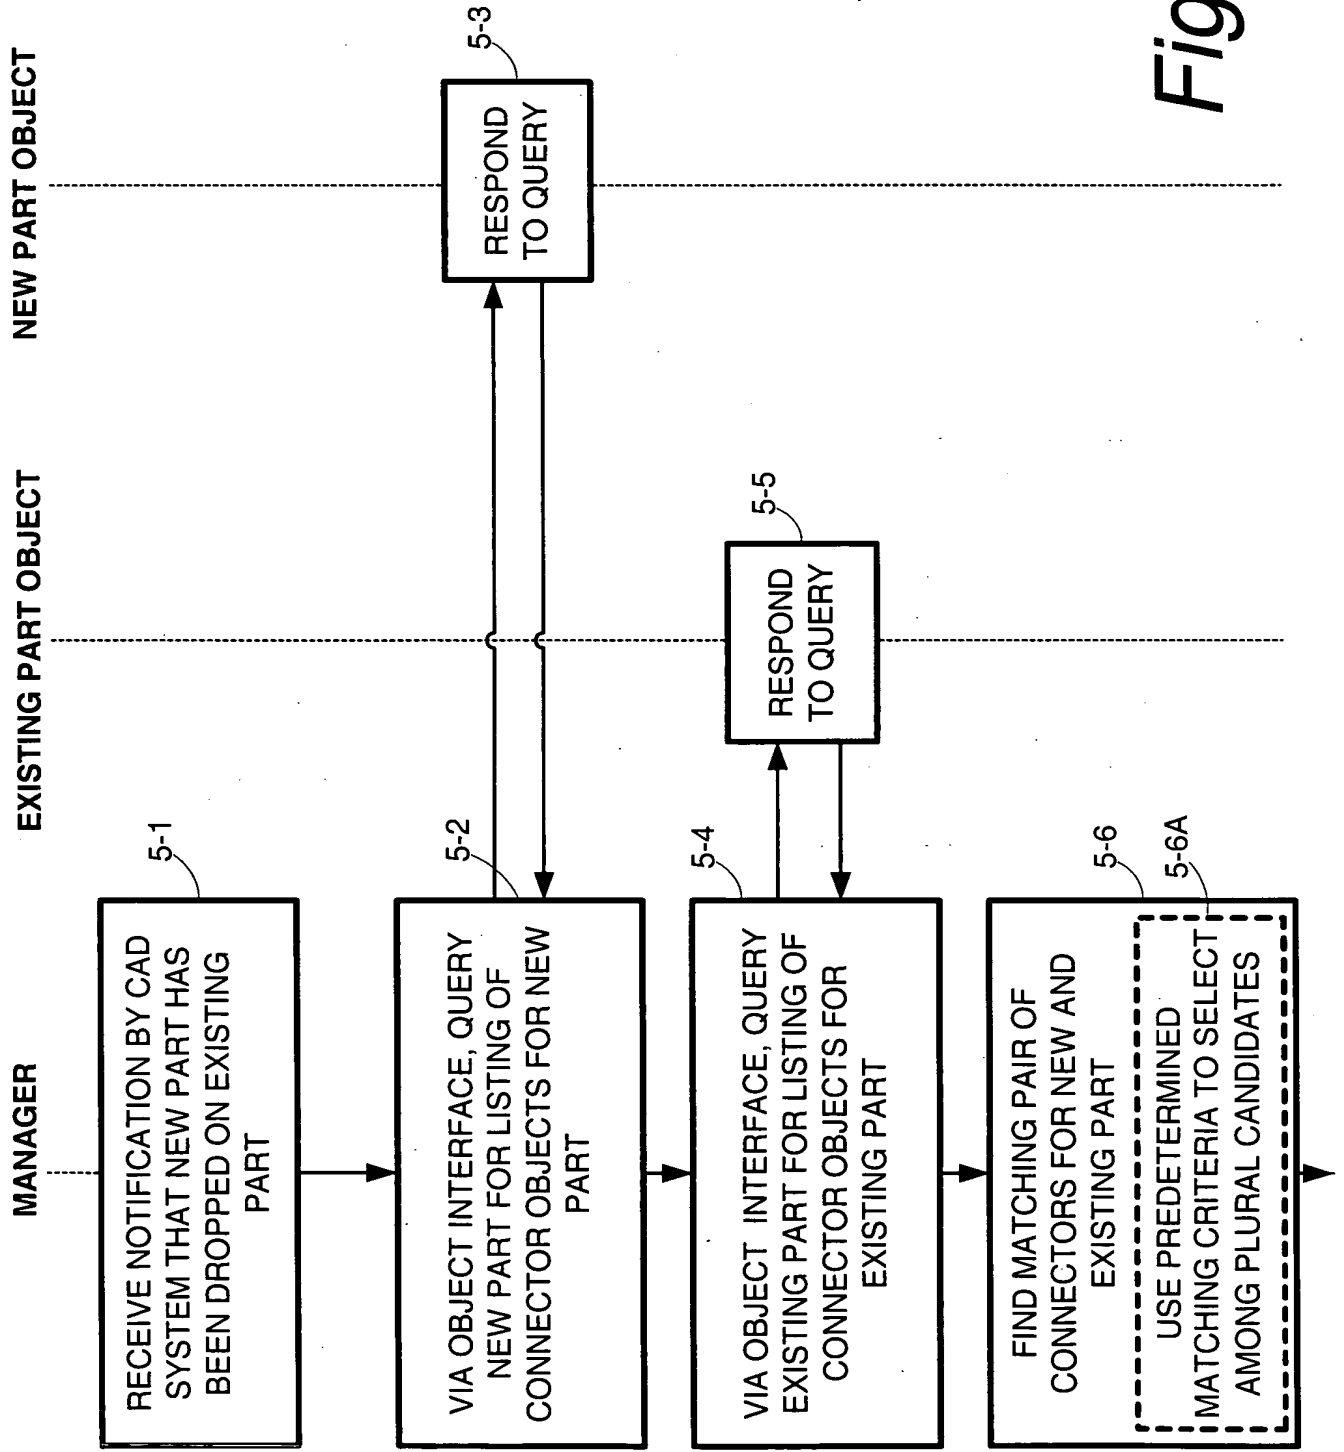 MANAGER
EXISTING PART OBJECT
NEW PART OBJECT
5-1
RECEIVE NOTIFICATION BY CAD
SYSTEM THAT NEW PART HAS
BEEN DROPPED ON EXISTING
PART
5-2
VIA OBJECT INTERFACE, QUERY
NEW PART FOR LISTING OF
CONNECTOR OBJECTS FOR NEW
PART
5-3
RESPOND
TO QUERY
5-4
VIA OBJECT INTERFACE, QUERY
EXISTING PART FOR LISTING OF
CONNECTOR OBJECTS FOR
EXISTING PART
5-5
RESPOND
TO QUERY
5-6
FIND MATCHING PAIR OF
CONNECTORS FOR NEW AND
EXISTING PART
5-6A
USE PREDETERMINED
MATCHING CRITERIA TO SELECT
AMONG PLURAL CANDIDATES
Fig